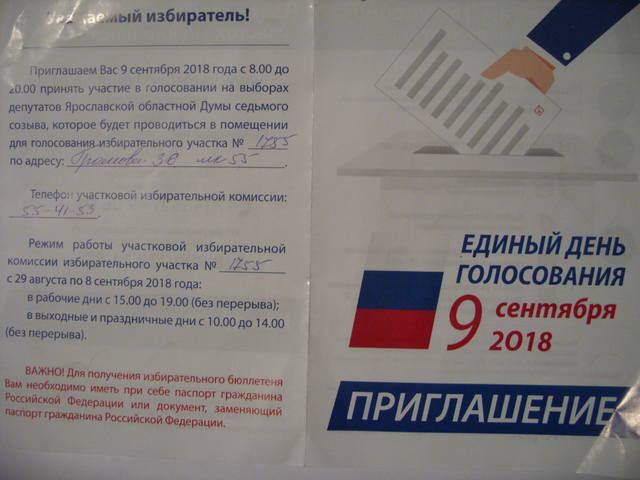 Уважаемый избиратель!
Приглашаем Вас 9 сентября 2018 года с 8.00 до
20.00 принять участие в голосовании на выборах
депутатов Ярославской областной Думы седьмого
созыва, которое будет проводиться в помещении
для голосования избирательного участка №
по адресу: 36, шк 55.
Телефон участковой избирательной комиссии:
55-41-53.
Режим работы участковой избирательной
комиссии избирательного участка № 1755
с 29 августа по 8 сентября 2018 года:
в рабочие дни с 15.00 до 19.00 (без перерыва);
в выходные и праздничные дни с 10.00 до 14.00
(без перерыва).
ВАЖНО! Для получения избирательного бюллетеня
Вам необходимо иметь при себе паспорт гражданина
Российской Федерации или документ, заменяющий
паспорт гражданина Российской Федерации.
ЕДИНЫЙ ДЕНЬ
ГОЛОСОВАНИЯ
9 сентября
2018
ПРИГЛАШЕНИЕ